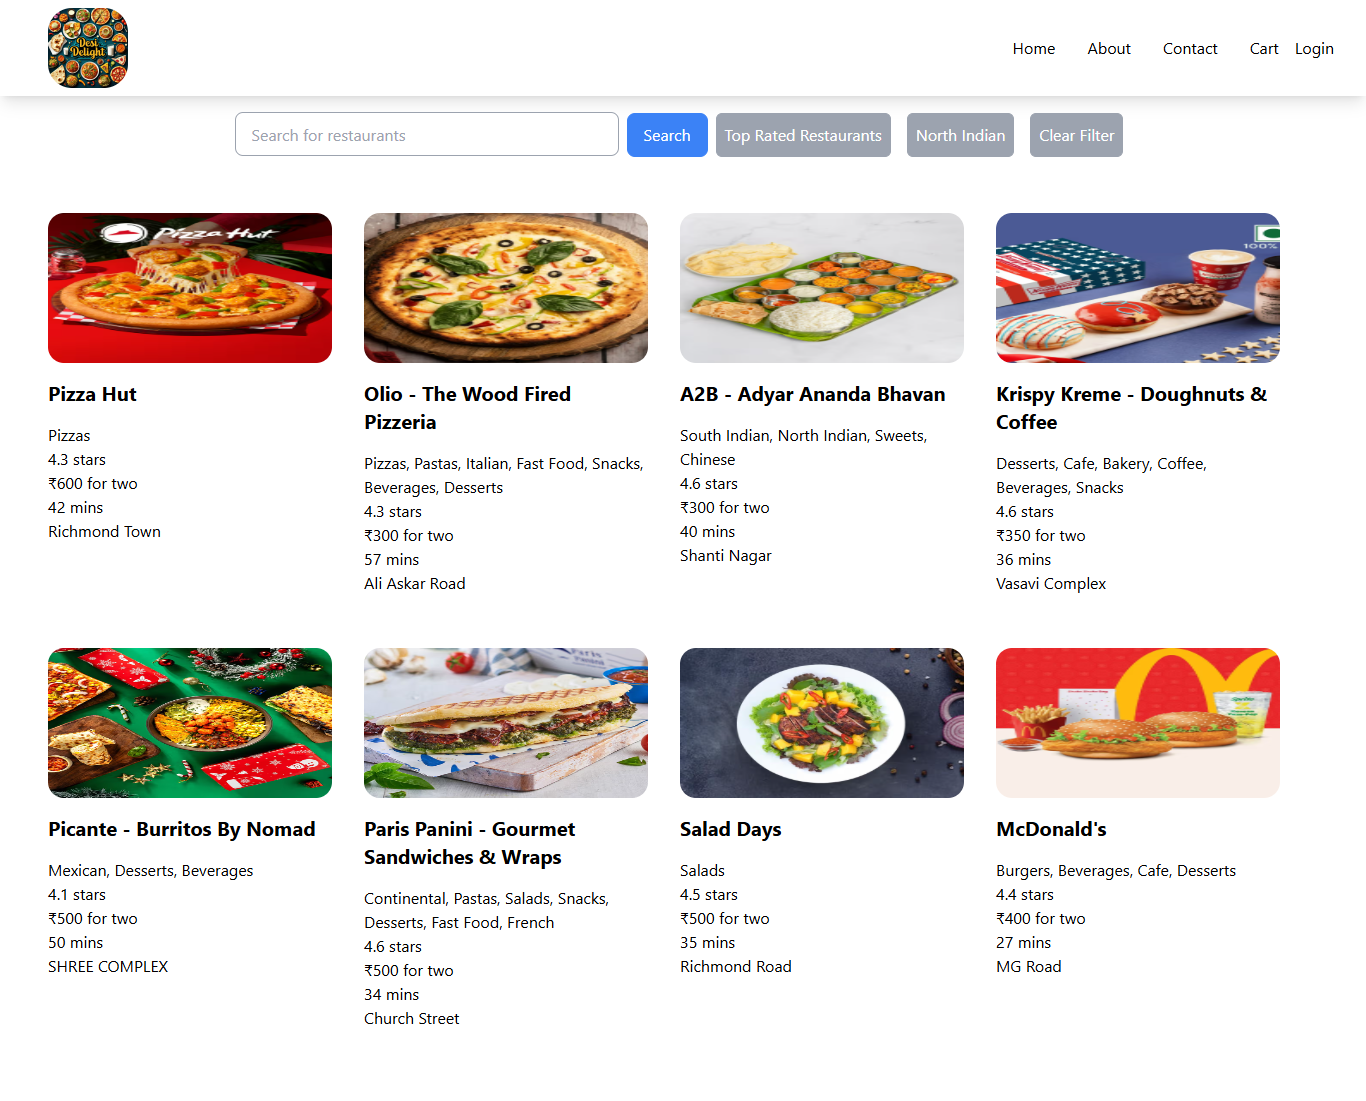 Desi
Delight
Home
About
Contact
Cart
Login
Search for restaurants
Search
Top Rated Restaurants
North Indian
Clear Filter
Pizza Hut
100%
Pizza Hut
Pizzas
4.3 stars
₹600 for two
42 mins
Richmond Town
Olio - The Wood Fired
Pizzeria
Pizzas, Pastas, Italian, Fast Food, Snacks,
Beverages, Desserts
4.3 stars
₹300 for two
57 mins
Ali Askar Road
A2B - Adyar Ananda Bhavan
South Indian, North Indian, Sweets,
Chinese
4.6 stars
₹300 for two
40 mins
Shanti Nagar
Krispy Kreme - Doughnuts &
Coffee
Desserts, Cafe, Bakery, Coffee,
Beverages, Snacks
4.6 stars
₹350 for two
36 mins
Vasavi Complex
Picante - Burritos By Nomad
Mexican, Desserts, Beverages
4.1 stars
₹500 for two
50 mins
SHREE COMPLEX
Paris Panini - Gourmet
Sandwiches & Wraps
Continental, Pastas, Salads, Snacks,
Desserts, Fast Food, French
4.6 stars
₹500 for two
34 mins
Church Street
Salad Days
Salads
4.5 stars
₹500 for two
35 mins
Richmond Road
McDonald's
Burgers, Beverages, Cafe, Desserts
4.4 stars
₹400 for two
27 mins
MG Road